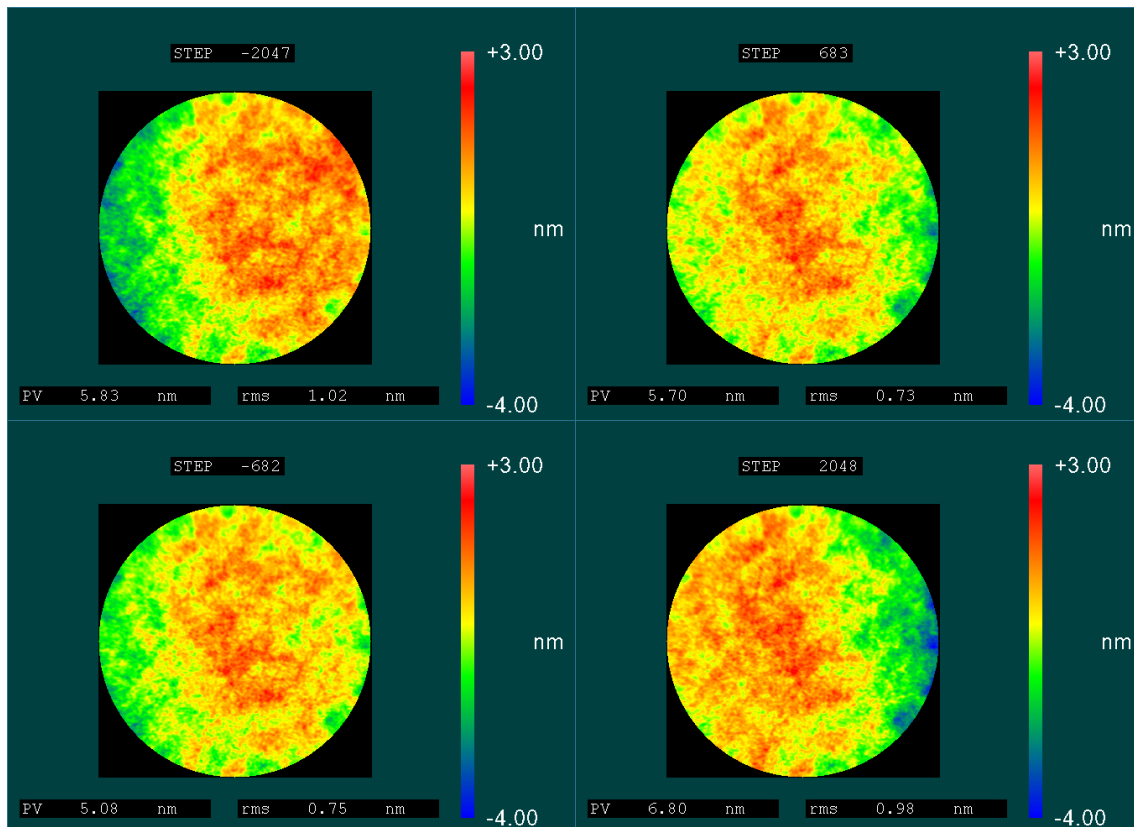 STEP -2047
+3.00
nm
-4.00
PV 5.83 nm
rms 1.02 nm
STEP 683
+3.00
nm
-4.00
PV 5.70 nm
rms 0.73 nm
STEP -682
+3.00
nm
-4.00
PV 5.08 nm
rms 0.75 nm
STEP 2048
+3.00
nm
-4.00
PV 6.80 nm
rms 0.98 nm